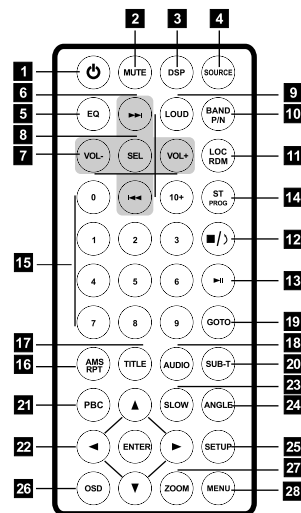 2 3 4
1 MUTE DSP SOURCE
6 9
5 EQ LOUD BAND P/N 10
8
7 VOL- SEL VOL+ LOC RDM 11
0 10+ ST PROG 14
1 2 3 12
15
4 5 6 13
7 8 9 GOTO 19
17 18
16 AMS RPT TITLE AUDIO SUB-T 20
23
21 PBC SLOW ANGLE 24
22 ENTER SETUP 25
27
26 OSD ZOOM MENU 28